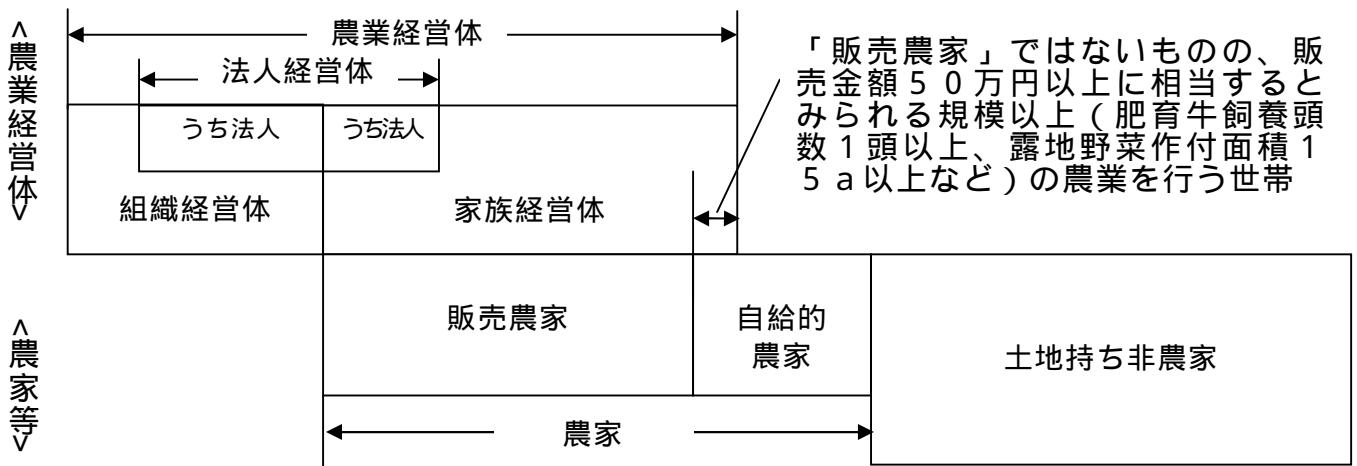 <農業経営体>
農業経営体
法人経営体
うち法人
うち法人
組織経営体
家族経営体
「販売農家」ではないものの、販
売金額５０万円以上に相当すると
みられる規模以上（肥育牛飼養頭
数１頭以上、露地野菜作付面積１
５ａ以上など）の農業を行う世帯
<農家等>
販売農家
自給的
農家
土地持ち非農家
農家